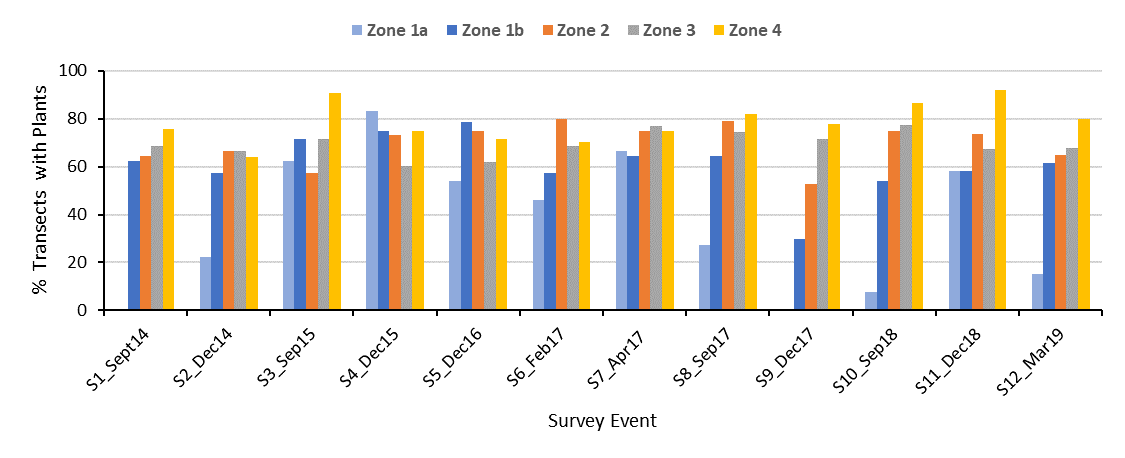 Zone 1a Zone 1b Zone 2 Zone 3 Zone 4
% Transects with Plants
100
80
60
40
20
0
S1_Sept14 S2_Dec14 S3_Sep15 S4_Dec15 S5_Dec16 S6_Feb17 S7_Apr17 S8_Sep17 S9_Dec17 S10_Sep18 S11_Dec18 S12_Mar19
Survey Event